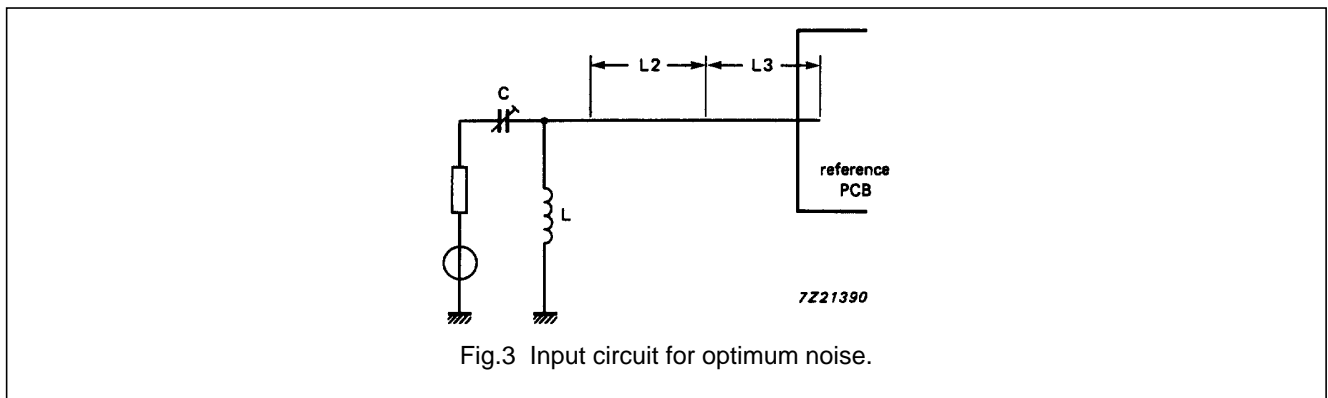 L2
L3
C
reference
PCB
L
7Z21390
Fig.3 Input circuit for optimum noise.